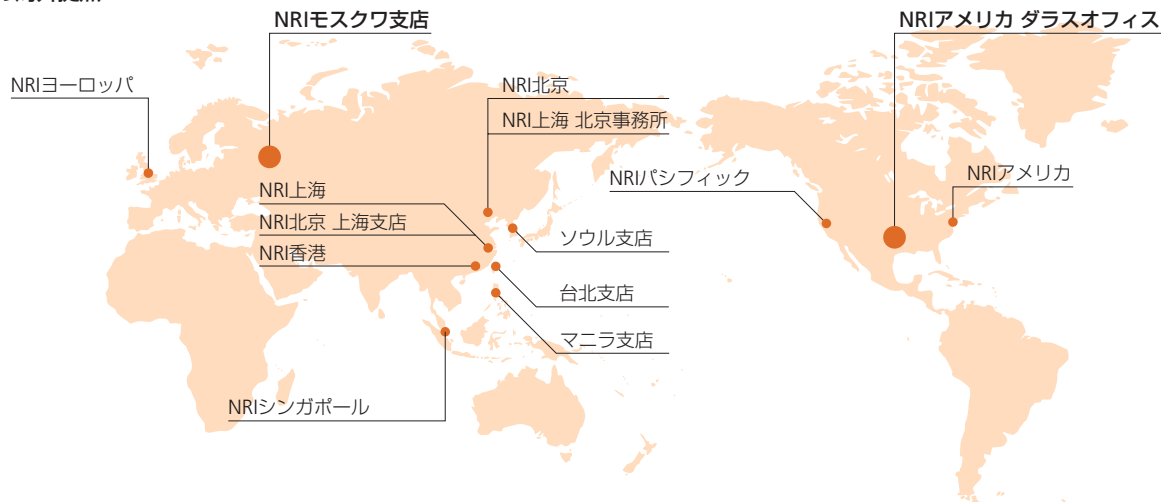 NRIモスクワ支店
NRIアメリカ ダラスオフィス
NRIヨーロッパ
NRI北京
NRI上海 北京事務所
NRIパシフィック
NRIアメリカ
NRI上海
NRI北京 上海支店
NRI香港
ソウル支店
台北支店
マニラ支店
NRIシンガポール